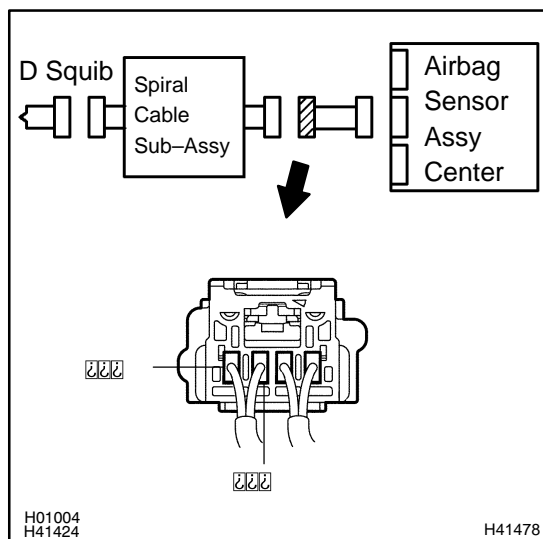 D Squib
Spiral
Cable
Sub–Assy
Airbag
Sensor
Assy
Center
H01004
H41424
H41478